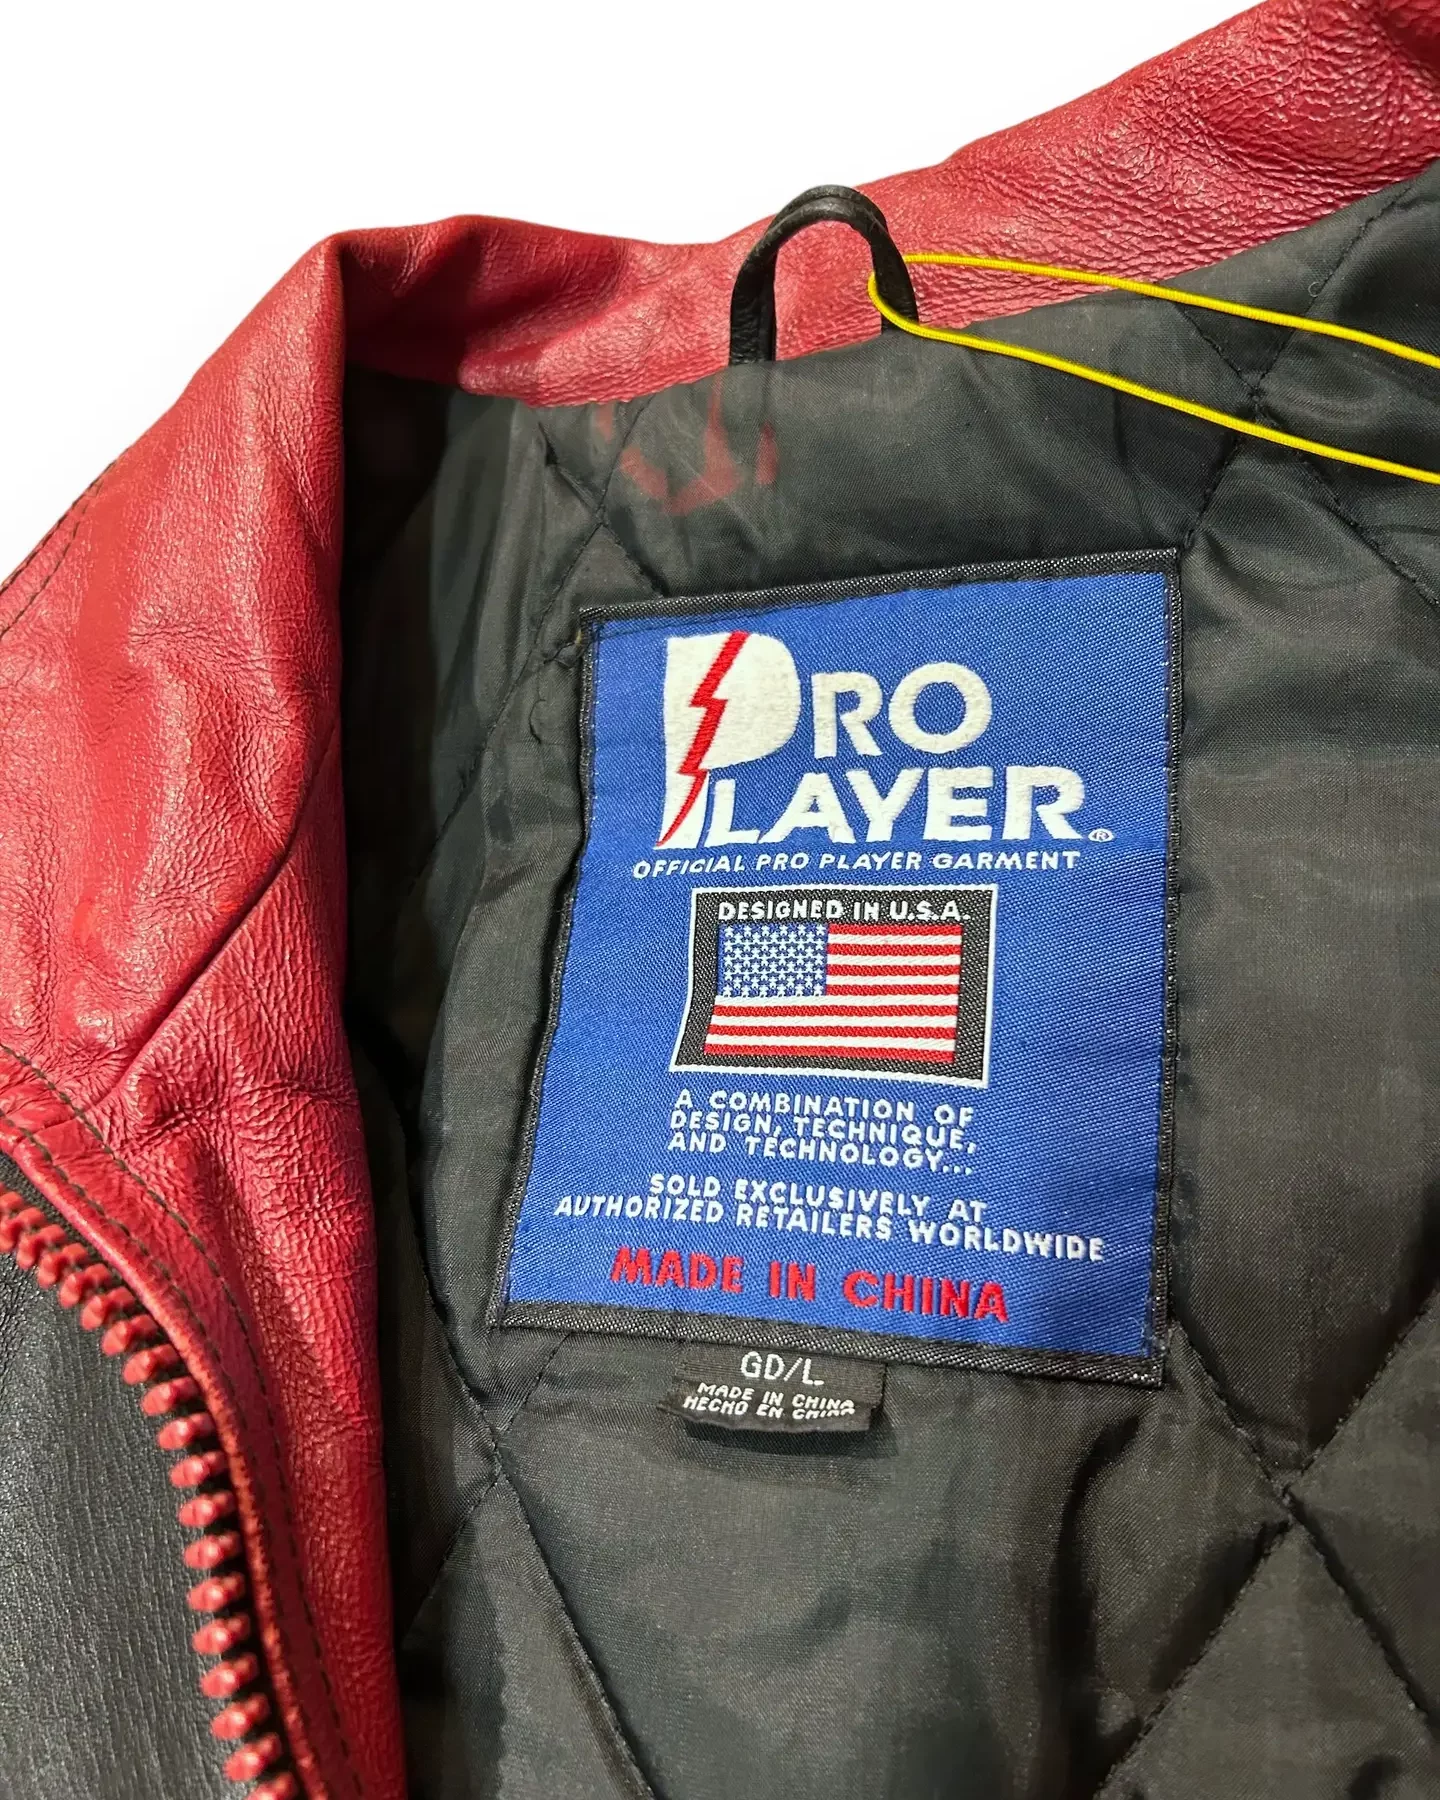 PRO
PLAYER®
OFFICIAL PRO PLAYER GARMENT
DESIGNED IN U.S.A.
A COMBINATION OF
DESIGN, TECHNIQUE,
AND TECHNOLOGY...
SOLD EXCLUSIVELY AT
AUTHORIZED RETAILERS WORLDWIDE
MADE IN CHINA
GD/L
MADE IN CHINA
HECHO EN CHINA